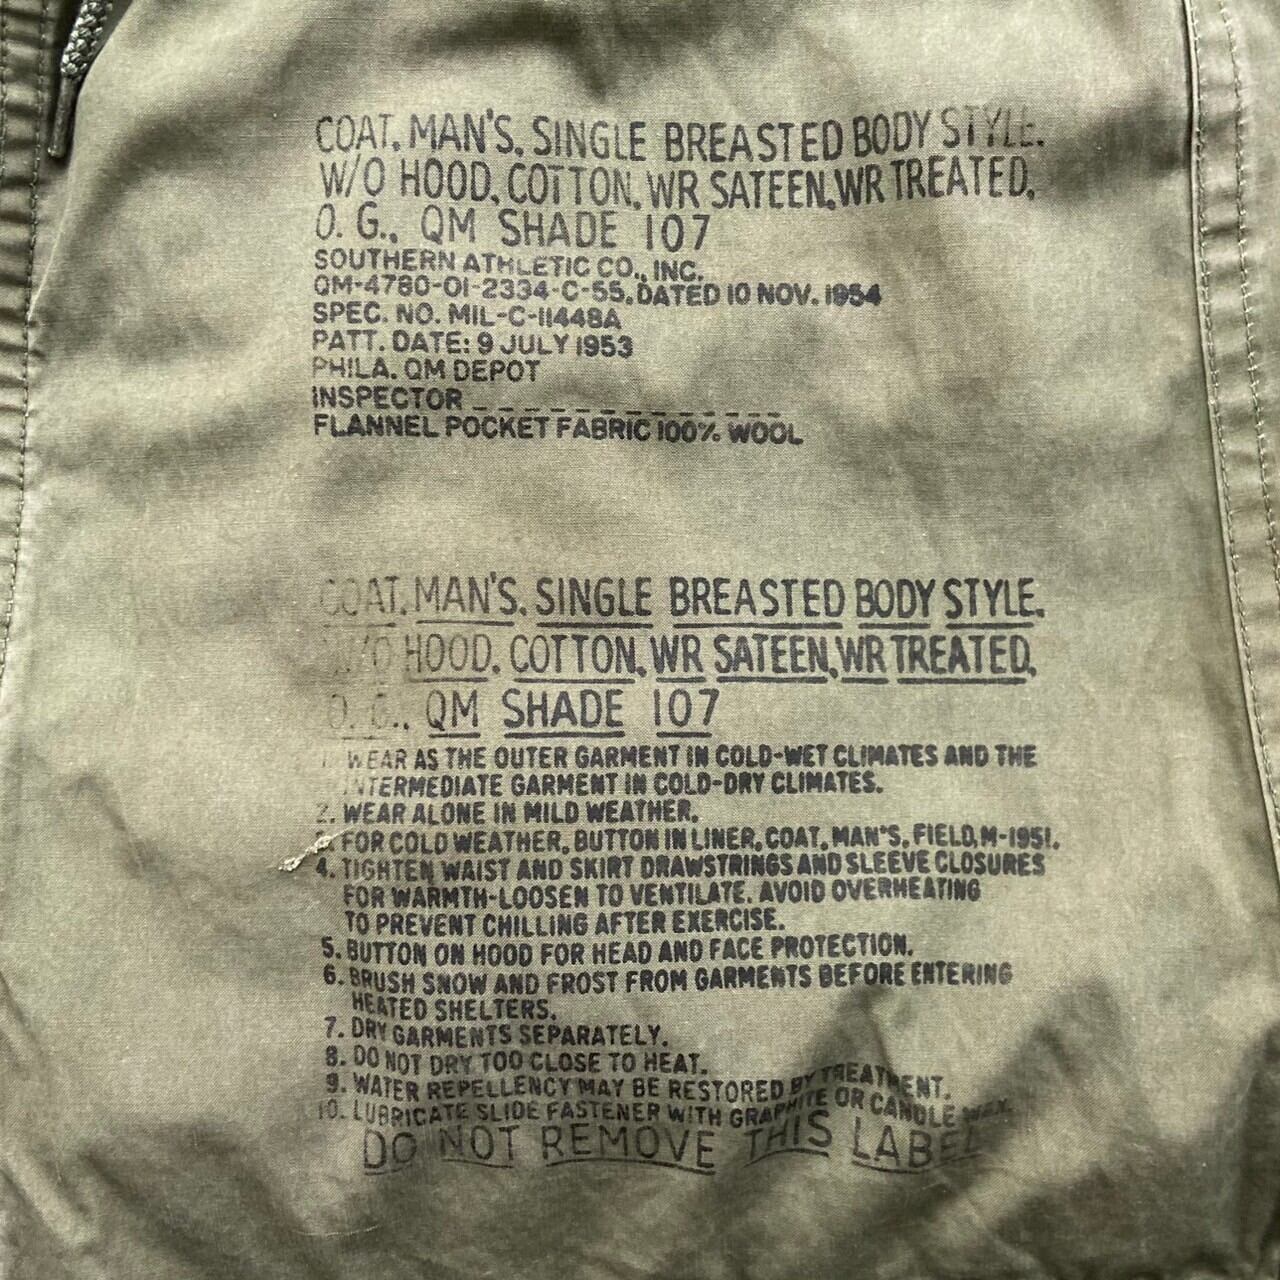 COAT, MAN'S, SINGLE BREASTED BODY STYLE,
W/O HOOD, COTTON, WR SATEEN, WR TREATED,
O. G., QM SHADE 107
SOUTHERN ATHLETIC CO., INC.
QM-4780-OI-2334-C-55, DATED 10 NOV. 1954
SPEC. NO. MIL-C-11448A
PATT. DATE: 9 JULY 1953
PHILA. QM DEPOT
INSPECTOR _ _ _ _ _ _ _ _ _ _ _ _
FLANNEL POCKET FABRIC 100% WOOL
COAT, MAN'S, SINGLE BREASTED BODY STYLE,
W/O HOOD, COTTON, WR SATEEN, WR TREATED,
O. G., QM SHADE 107
1. WEAR AS THE OUTER GARMENT IN COLD-WET CLIMATES AND THE
INTERMEDIATE GARMENT IN COLD-DRY CLIMATES.
2. WEAR ALONE IN MILD WEATHER.
3. FOR COLD WEATHER, BUTTON IN LINER, COAT, MAN'S, FIELD, M-1951.
4. TIGHTEN WAIST AND SKIRT DRAWSTRINGS AND SLEEVE CLOSURES
FOR WARMTH-LOOSEN TO VENTILATE. AVOID OVERHEATING
TO PREVENT CHILLING AFTER EXERCISE.
5. BUTTON ON HOOD FOR HEAD AND FACE PROTECTION.
6. BRUSH SNOW AND FROST FROM GARMENTS BEFORE ENTERING
HEATED SHELTERS.
7. DRY GARMENTS SEPARATELY.
8. DO NOT DRY TOO CLOSE TO HEAT.
9. WATER REPELLENCY MAY BE RESTORED BY TREATMENT.
10. LUBRICATE SLIDE FASTENER WITH GRAPHITE OR CANDLE WAX.
DO NOT REMOVE THIS LABEL